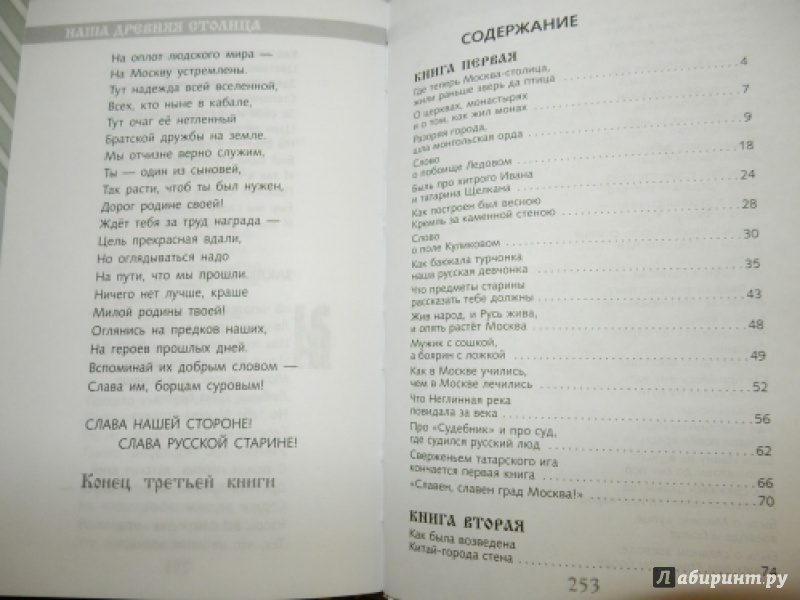 НАША ДРЕВНЯЯ СТОЛИЦА
На оплот людского мира —
На Москву устремлены.
Тут надежда всей вселенной,
Всех, кто ныне в кабале,
Тут очаг её нетленный
Братской дружбы на земле.
Мы отчизне верно служим,
Ты — один из сыновей,
Так расти, чтоб ты был нужен,
Дорог родине своей!
Ждёт тебя за труд награда —
Цель прекрасная вдали,
Но оглядываться надо
На пути, что мы прошли.
Ничего нет лучше, краше
Милой родины твоей!
Оглянись на предков наших,
На героев прошлых дней.
Вспоминай их добрым словом —
Слава им, борцам суровым!
СЛАВА НАШЕЙ СТОРОНЕ!
СЛАВА РУССКОЙ СТАРИНЕ!
Конец третьей книги
СОДЕРЖАНИЕ
КНИГА ПЕРВАЯ
Где теперь Москва-столица,
жили раньше зверь да птица 4
О церквах, монастырях
и о том, как жил монах 7
Разоряя города,
шла монгольская орда 9
Слово
о побоище Ледовом 18
Быль про хитрого Ивана
и татарина Щелкана 24
Как построен был весною
Кремль за каменной стеною 28
Слово
о поле Куликовом 30
Как баюкала турчонка
наша русская девчонка 35
Что предметы старины
рассказать тебе должны 43
Жив народ, и Русь жива,
и опять растёт Москва 48
Мужик с сошкой,
а боярин с ложкой 49
Как в Москве учились,
чем в Москве лечились 52
Что Неглинная река
повидала за века 56
Про «Судебник» и про суд,
где судился русский люд 62
Сверженьем татарского ига
кончается первая книга 66
«Славен, славен град Москва!» 70
КНИГА ВТОРАЯ
Как была возведена
Китай-города стена 74
253
Лабиринт.ру